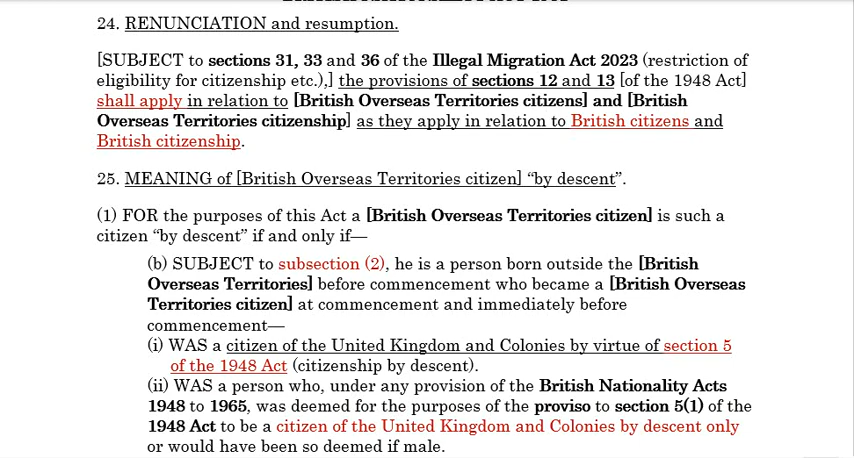 24. RENUNCIATION and resumption.
[SUBJECT to sections 31, 33 and 36 of the Illegal Migration Act 2023 (restriction of
eligibility for citizenship etc.),] the provisions of sections 12 and 13 [of the 1948 Act]
shall apply in relation to [British Overseas Territories citizens] and [British
Overseas Territories citizenship] as they apply in relation to British citizens and
British citizenship.
25. MEANING of [British Overseas Territories citizen] “by descent”.
(1) FOR the purposes of this Act a [British Overseas Territories citizen] is such a
citizen “by descent” if and only if—
(b) SUBJECT to subsection (2), he is a person born outside the [British
Overseas Territories] before commencement who became a [British Overseas
Territories citizen] at commencement and immediately before
commencement—
(i) WAS a citizen of the United Kingdom and Colonies by virtue of section 5
of the 1948 Act (citizenship by descent).
(ii) WAS a person who, under any provision of the British Nationality Acts
1948 to 1965, was deemed for the purposes of the proviso to section 5(1) of the
1948 Act to be a citizen of the United Kingdom and Colonies by descent only
or would have been so deemed if male.